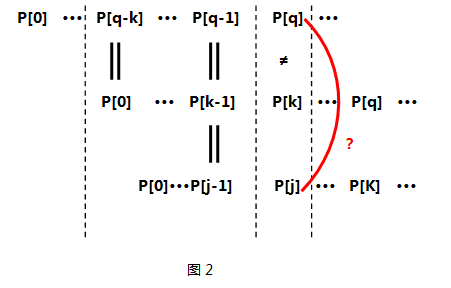 P[0] ••• P[q-k] ••• P[q-1] P[q] •••
≠
P[0] ••• P[k-1] P[k] ••• P[q] •••
?
P[0]•••P[j-1] P[j] ••• P[K] •••
图 2